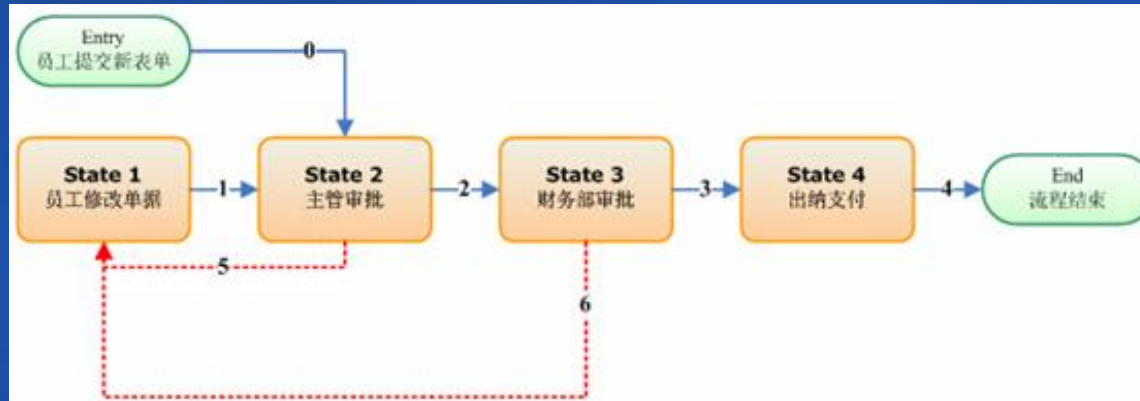 Entry
员工提交新表单
0
State 1
员工修改单据
1
State 2
主管审批
2
State 3
财务部审批
3
State 4
出纳支付
4
End
流程结束
5
6